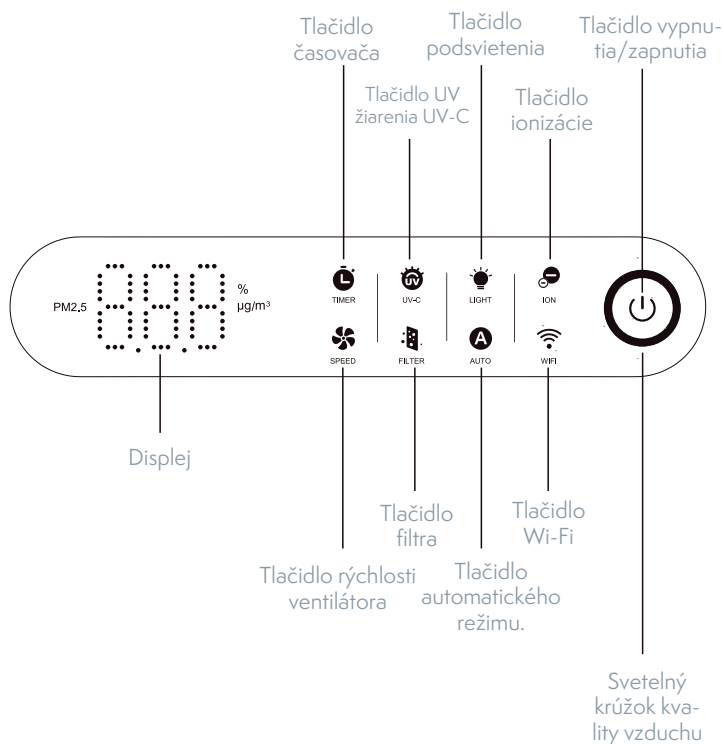 Tlačidlo
časovača
Tlačidlo
podsvietenia
Tlačidlo vypnu-
tia/zapnutia
Tlačidlo UV
žiarenia UV-C
Tlačidlo
ionizácie
PM2.5
%
µg/m³
TIMER
UV-C
LIGHT
ION
SPEED
FILTER
AUTO
WIFI
Displej
Tlačidlo
filtra
Tlačidlo
Wi-Fi
Tlačidlo rýchlosti
ventilátora
Tlačidlo
automatického
režimu.
Svetelný
krúžok kva-
lity vzduchu